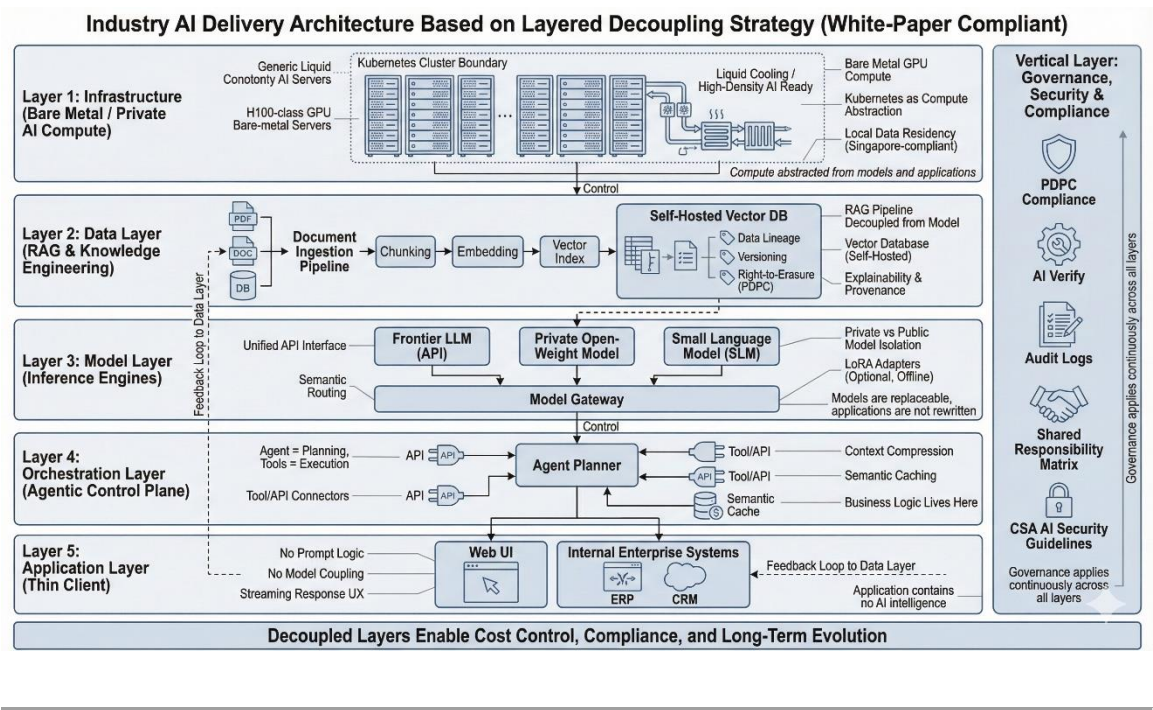 Industry AI Delivery Architecture Based on Layered Decoupling Strategy (White-Paper Compliant)
Layer 1: Infrastructure
(Bare Metal / Private
AI Compute)
Generic Liquid
Conotonty AI Servers
H100-class GPU
Bare-metal Servers
Kubernetes Cluster Boundary
...
Liquid Cooling /
High-Density AI Ready
Bare Metal GPU
Compute
Kubernetes as Compute
Abstraction
Local Data Residency
(Singapore-compliant)
Compute abstracted from models and applications
Control
Layer 2: Data Layer
(RAG & Knowledge
Engineering)
PDF
DOC
DB
Document
Ingestion
Pipeline
Chunking
Embedding
Vector
Index
Self-Hosted Vector DB
Data Lineage
Versioning
Right-to-Erasure
(PDPC)
RAG Pipeline
Decoupled from Model
Vector Database
(Self-Hosted)
Explainability &
Provenance
Feedback Loop to Data Layer
Layer 3: Model Layer
(Inference Engines)
Unified API Interface
Semantic
Routing
Frontier LLM
(API)
Private Open-
Weight Model
Small Language
Model (SLM)
Model Gateway
Private vs Public
Model Isolation
LoRA Adapters
(Optional, Offline)
Models are replaceable,
applications are not rewritten
Control
Layer 4:
Orchestration Layer
(Agentic Control Plane)
Agent = Planning,
Tools = Execution
Tool/API Connectors
API
API
API
API
Agent Planner
Tool/API
API
Tool/API
Semantic
Cache
Context Compression
Semantic Caching
Business Logic Lives Here
Layer 5:
Application Layer
(Thin Client)
No Prompt Logic
No Model Coupling
Streaming Response UX
Web UI
Internal Enterprise Systems
ERP
CRM
Feedback Loop to Data Layer
Application contains
no AI intelligence
Vertical Layer:
Governance,
Security &
Compliance
PDPC
Compliance
AI Verify
Audit Logs
Shared
Responsibility
Matrix
CSA AI Security
Guidelines
Governance applies
continuously across
all layers
Governance applies continuously across all layers
Decoupled Layers Enable Cost Control, Compliance, and Long-Term Evolution